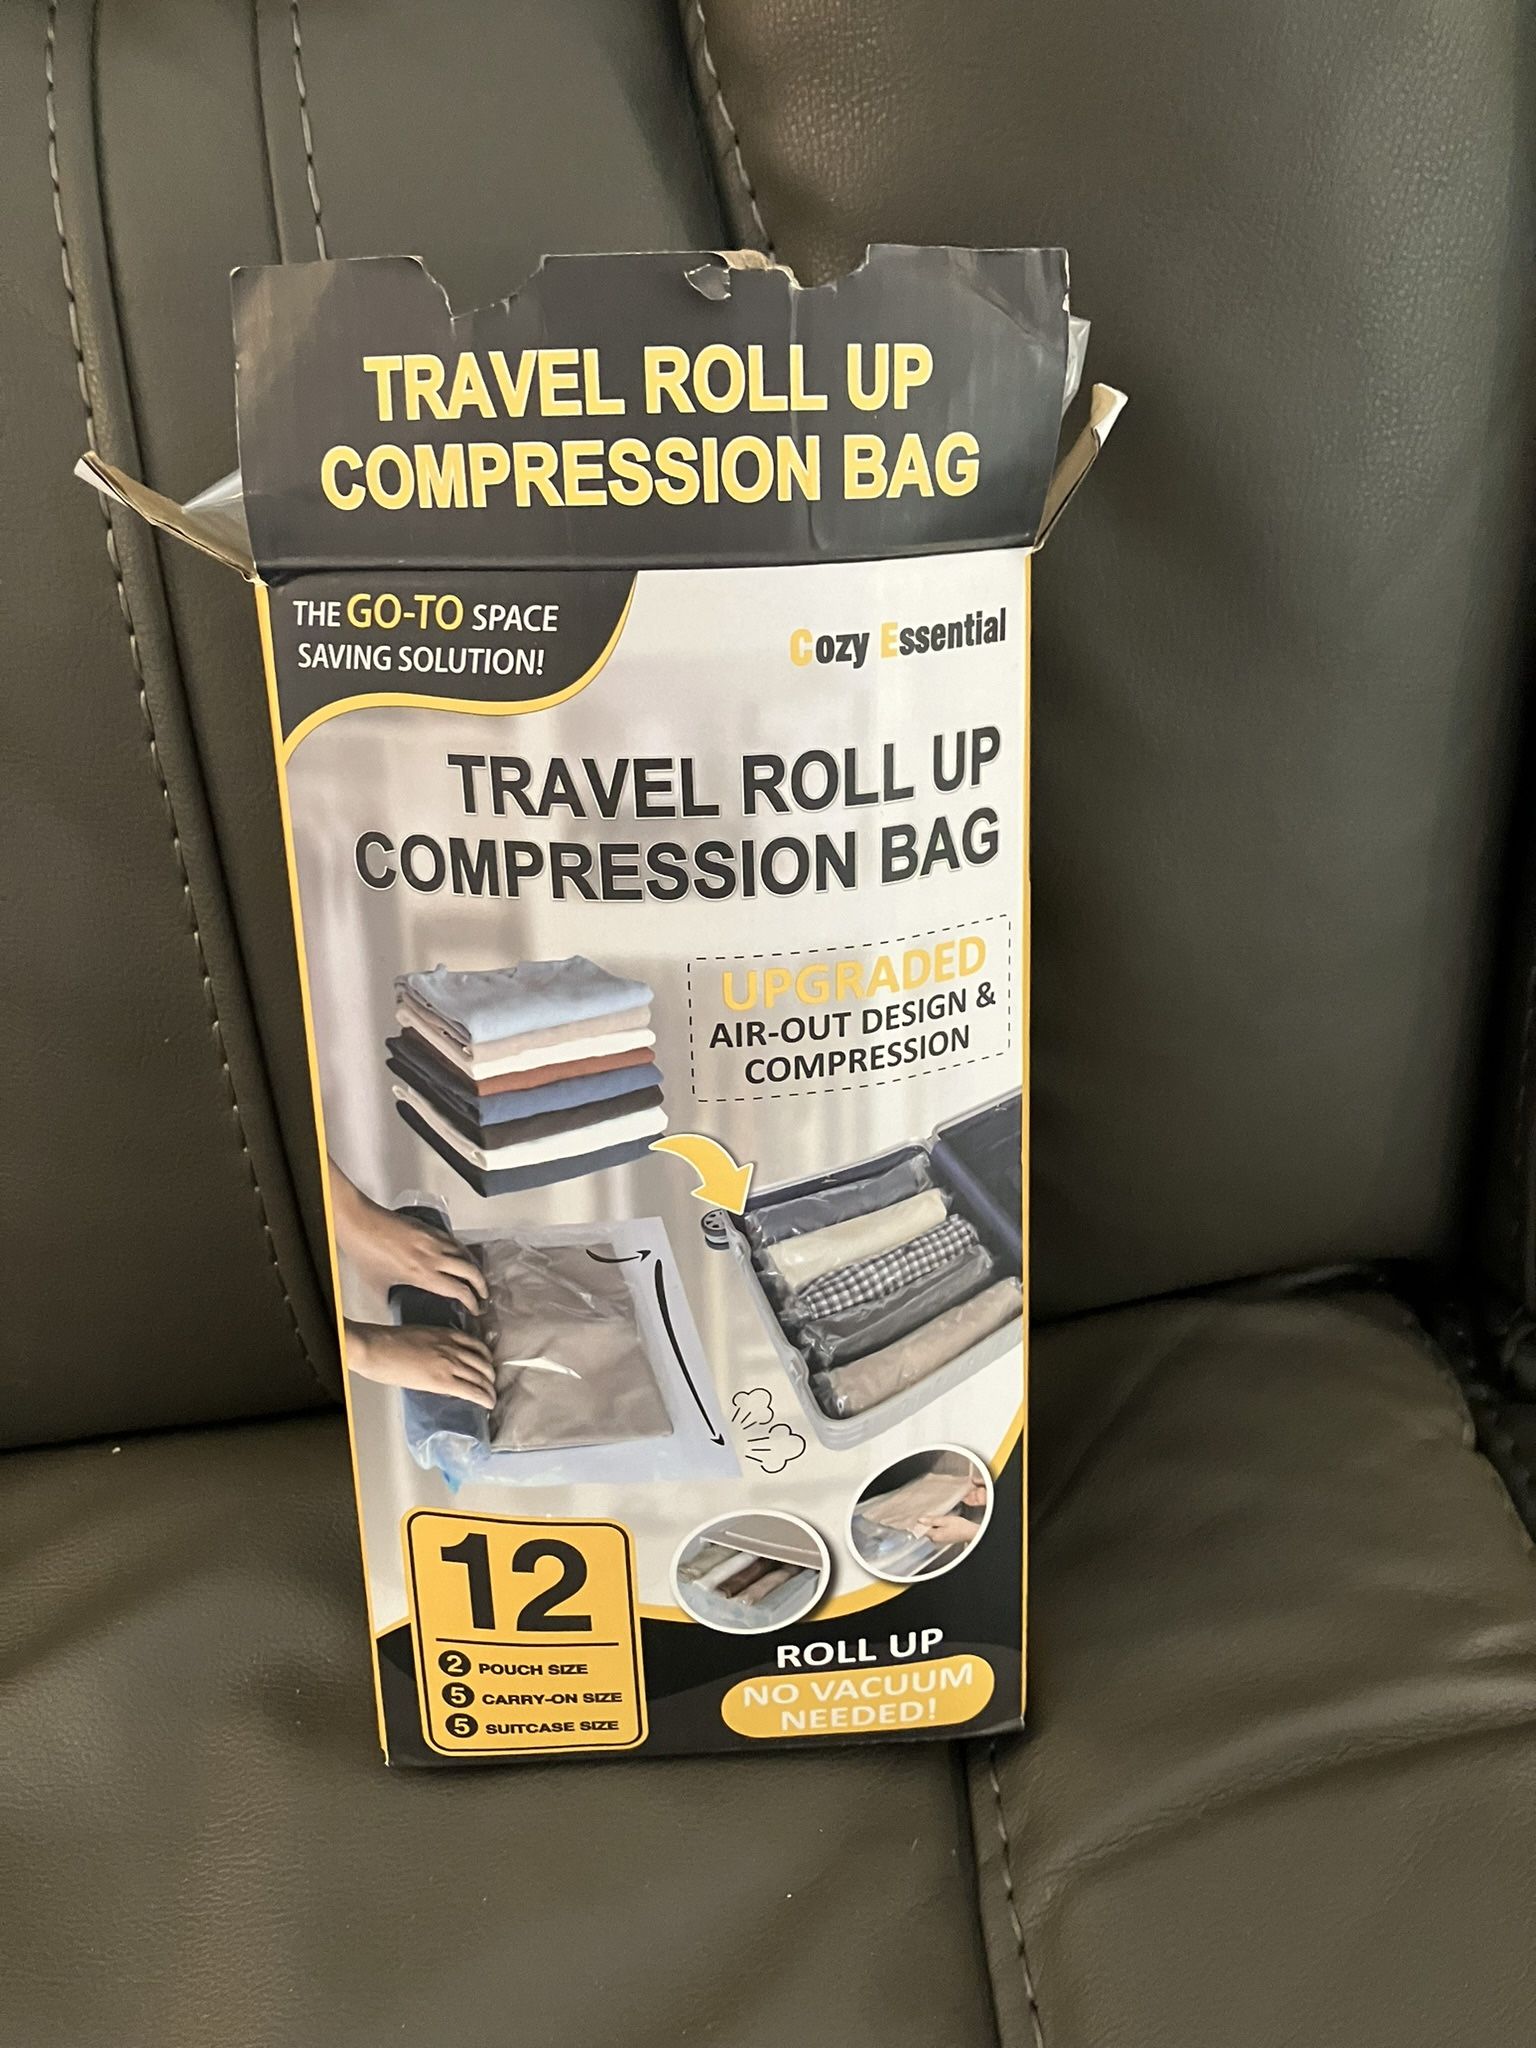 TRAVEL ROLL UP
COMPRESSION BAG
THE GO-TO SPACE
SAVING SOLUTION!
Cozy Essential
TRAVEL ROLL UP
COMPRESSION BAG
UPGRADED
AIR-OUT DESIGN &
COMPRESSION
12
2 POUCH SIZE
5 CARRY-ON SIZE
5 SUITCASE SIZE
ROLL UP
NO VACUUM
NEEDED!